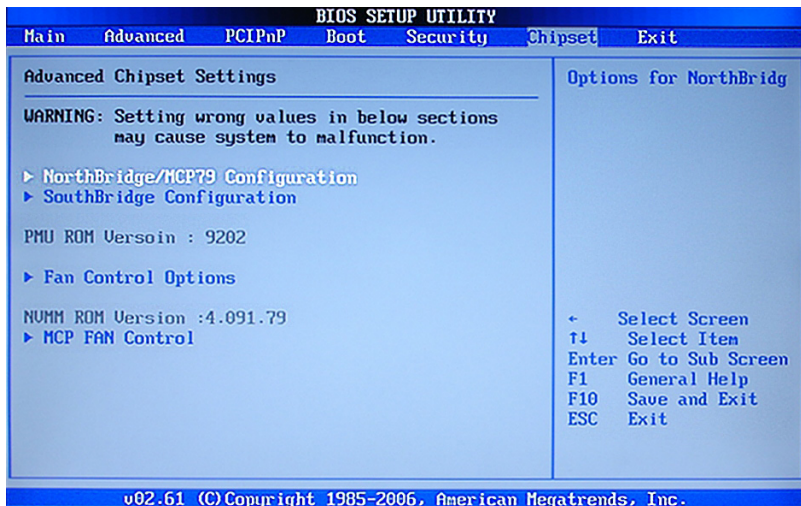 BIOS SETUP UTILITY
Main Advanced PCIPnP Boot Security Chipset Exit
Advanced Chipset Settings
WARNING: Setting wrong values in below sections
may cause system to malfunction.
▶ NorthBridge/MCP79 Configuration
▶ SouthBridge Configuration
PMU ROM Versoin : 9202
▶ Fan Control Options
NVMM ROM Version :4.091.79
▶ MCP FAN Control
Options for NorthBridg
← Select Screen
↑↓ Select Item
Enter Go to Sub Screen
F1 General Help
F10 Save and Exit
ESC Exit
v02.61 (C)Copyright 1985-2006, American Megatrends, Inc.